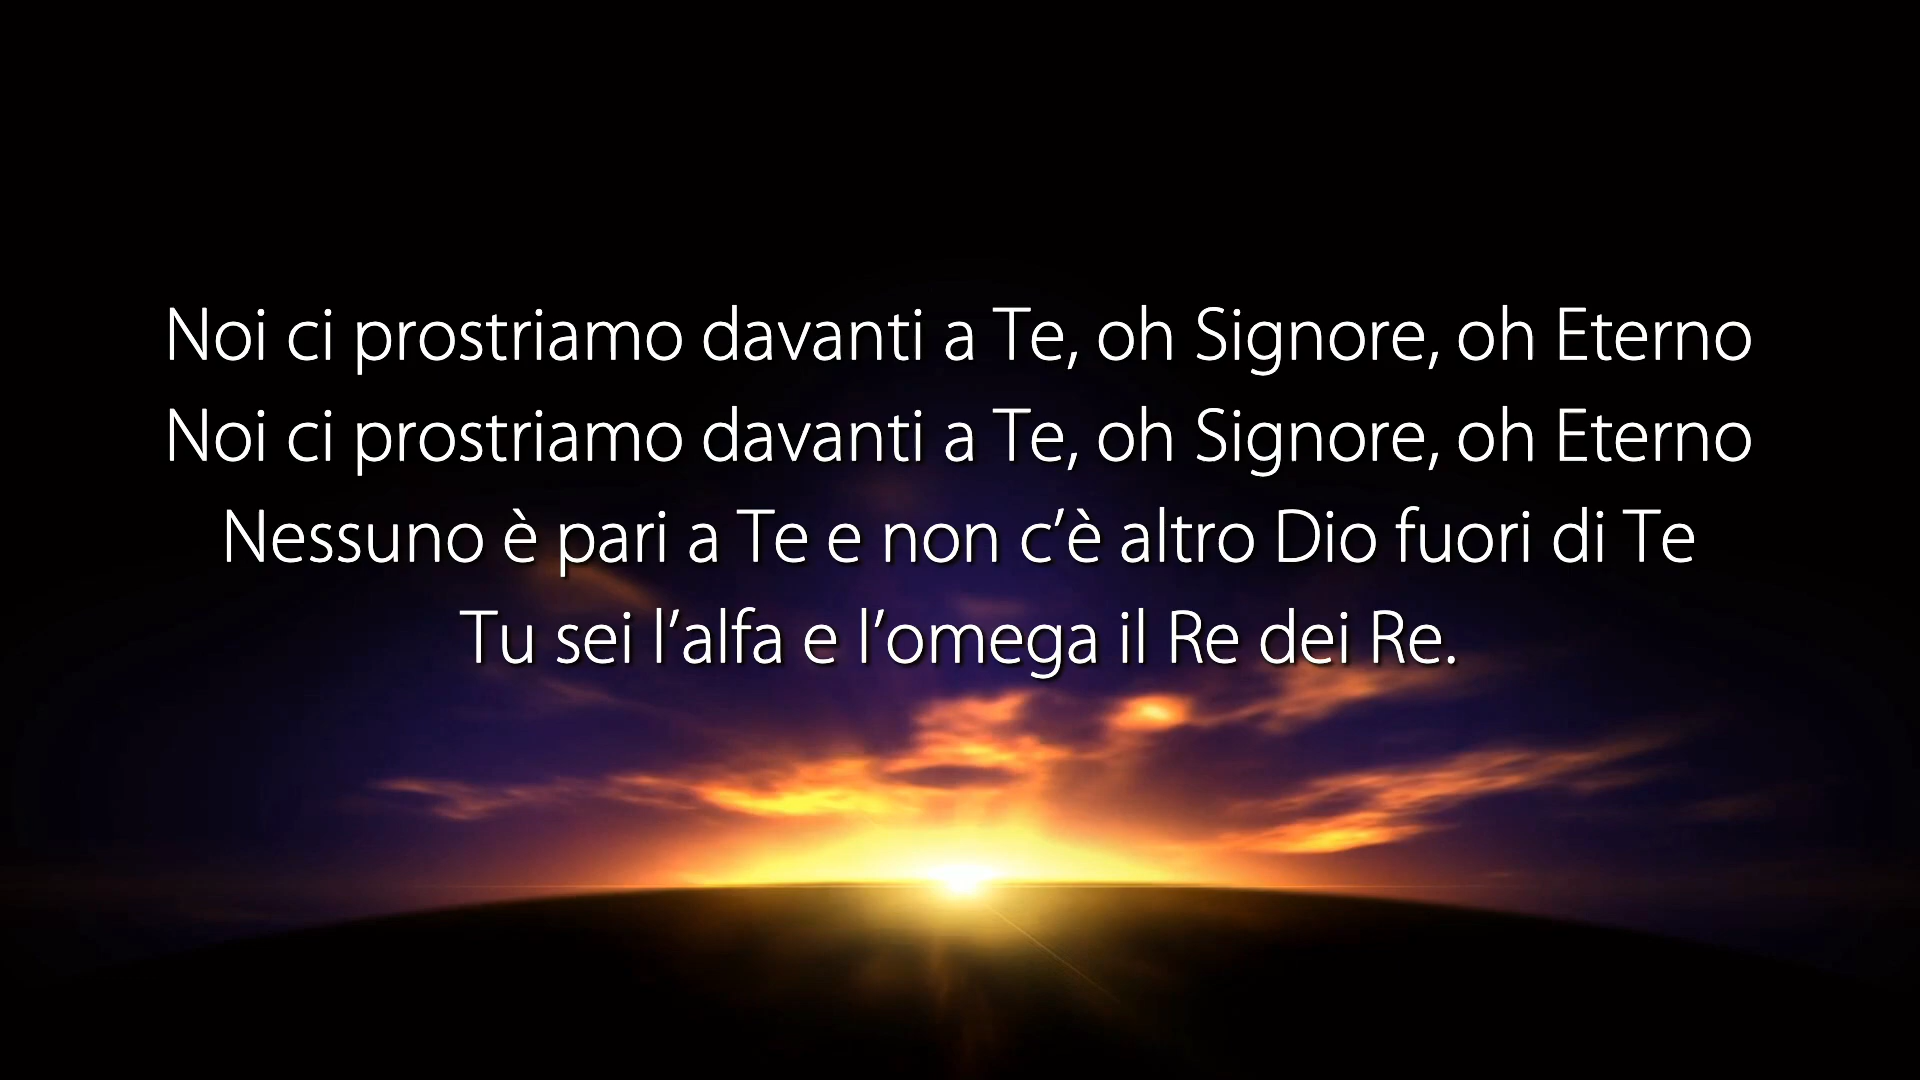 Noi ci prostriamo davanti a Te, oh Signore, oh Eterno
Noi ci prostriamo davanti a Te, oh Signore, oh Eterno
Nessuno è pari a Te e non c’è altro Dio fuori di Te
Tu sei l’alfa e l’omega il Re dei Re.